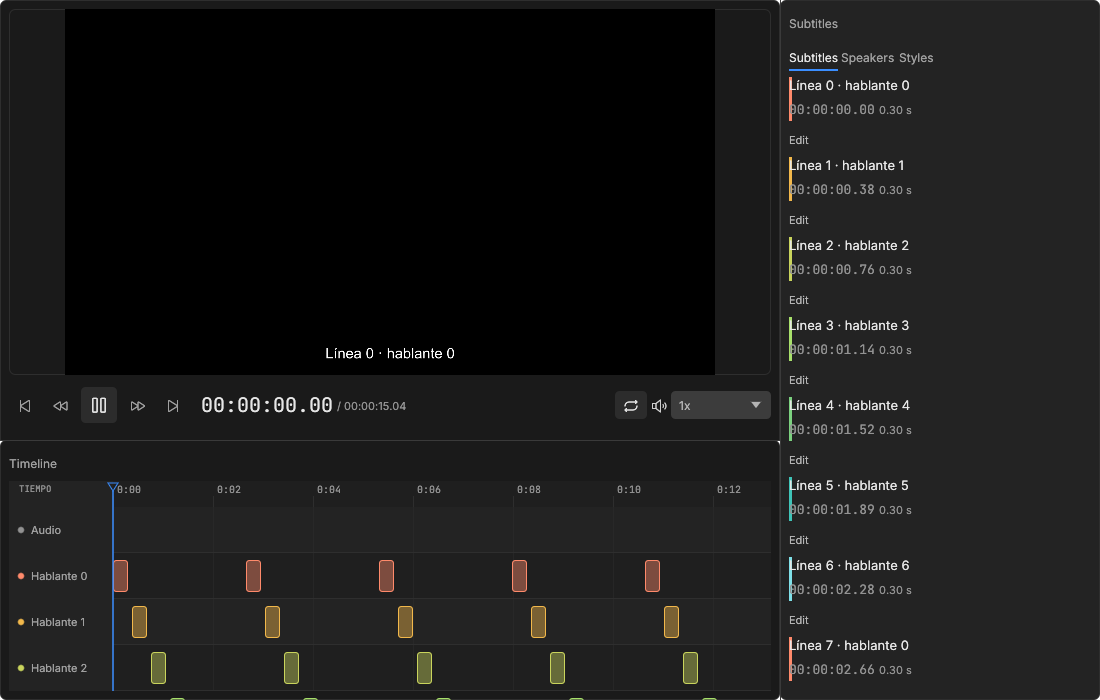 Línea 0 · hablante 0
00:00:00.00 / 00:00:15.04
1x
Timeline
TIEMPO
0:00 0:02 0:04 0:06 0:08 0:10 0:12
Audio
Hablante 0
Hablante 1
Hablante 2
Subtitles
Subtitles Speakers Styles
Línea 0 · hablante 0
00:00:00.00 0.30 s
Edit
Línea 1 · hablante 1
00:00:00.38 0.30 s
Edit
Línea 2 · hablante 2
00:00:00.76 0.30 s
Edit
Línea 3 · hablante 3
00:00:01.14 0.30 s
Edit
Línea 4 · hablante 4
00:00:01.52 0.30 s
Edit
Línea 5 · hablante 5
00:00:01.89 0.30 s
Edit
Línea 6 · hablante 6
00:00:02.28 0.30 s
Edit
Línea 7 · hablante 0
00:00:02.66 0.30 s